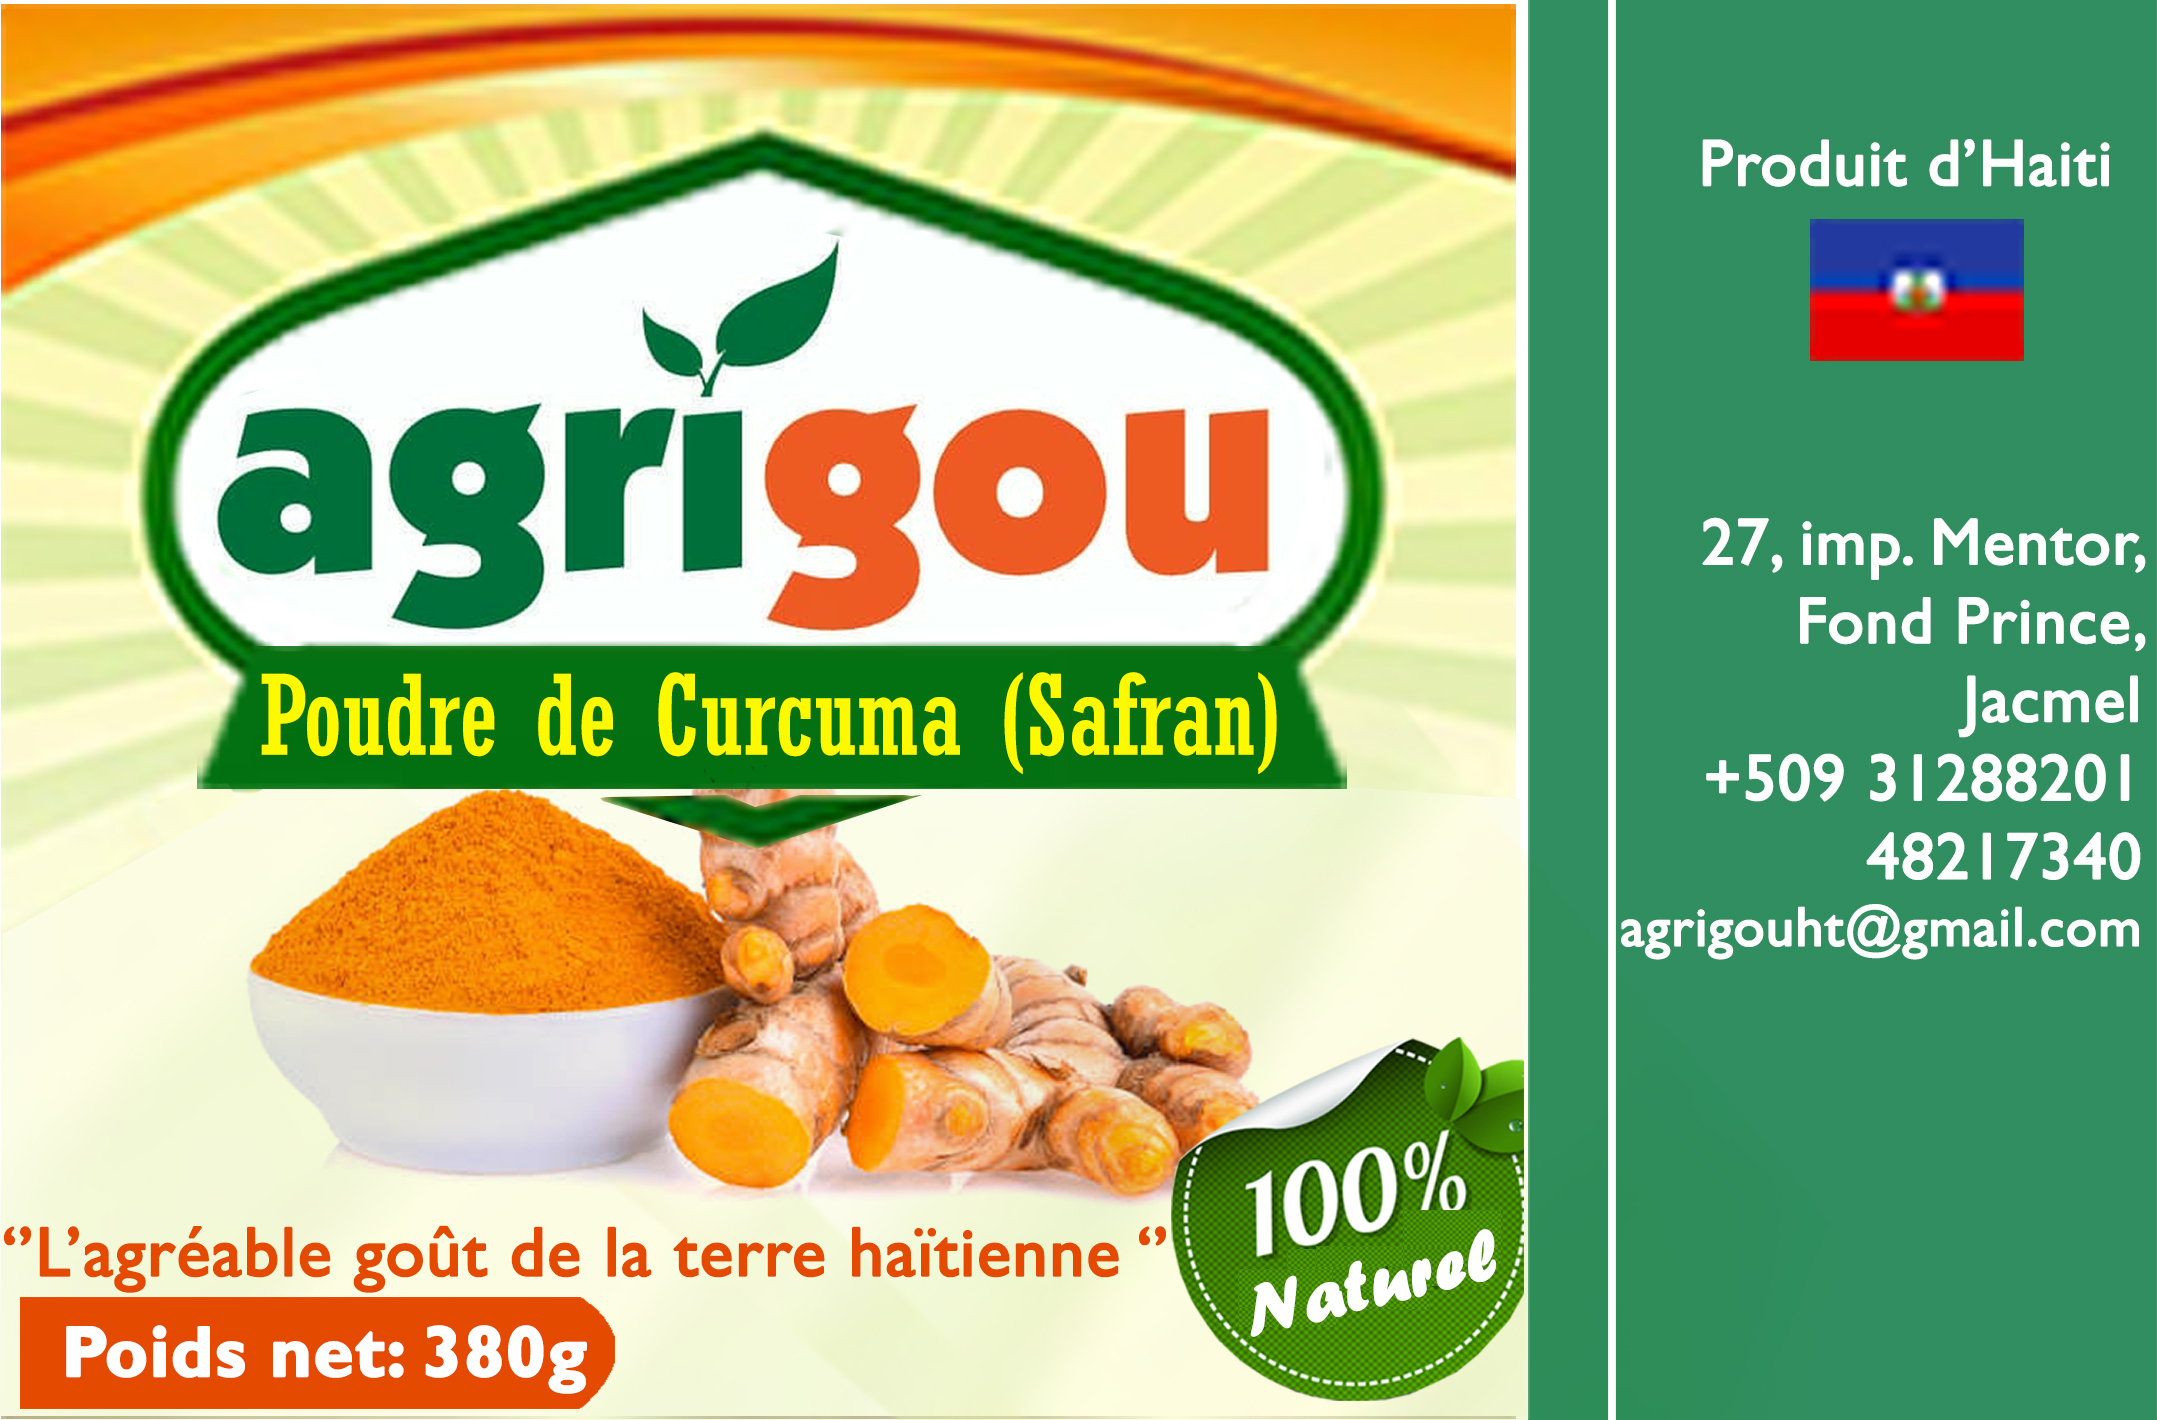 agrigou
Poudre de Curcuma (Safran)
100%
Naturel
‘’L’agréable goût de la terre haïtienne ‘’
Poids net: 380g
Produit d’Haiti
27, imp. Mentor,
Fond Prince,
Jacmel
+509 31288201
48217340
agrigouht@gmail.com